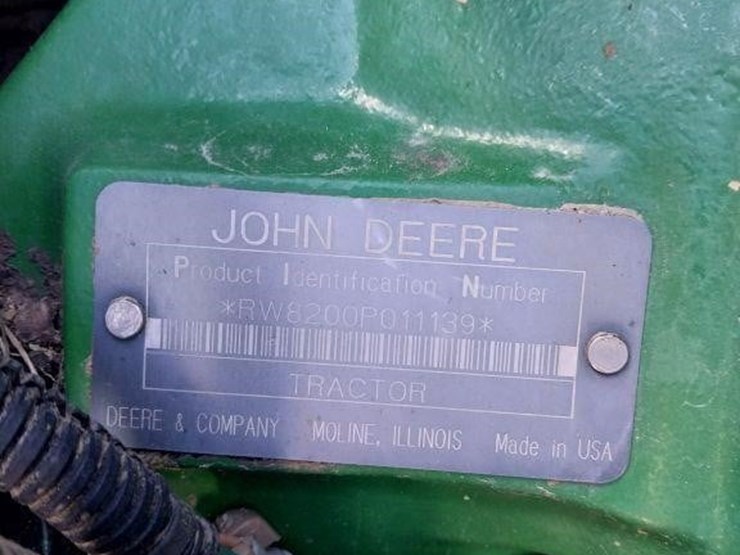 JOHN DEERE
Product Identification Number
*RW8200P011139*
TRACTOR
DEERE & COMPANY MOLINE, ILLINOIS Made in USA